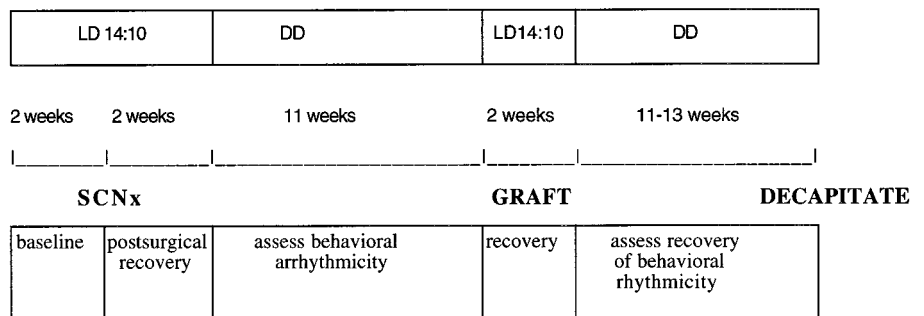 LD 14:10 DD LD14:10 DD
2 weeks 2 weeks 11 weeks 2 weeks 11-13 weeks
SCNx GRAFT DECAPITATE
baseline postsurgical assess behavioral recovery assess recovery
recovery arrhythmicity of behavioral
rhythmicity